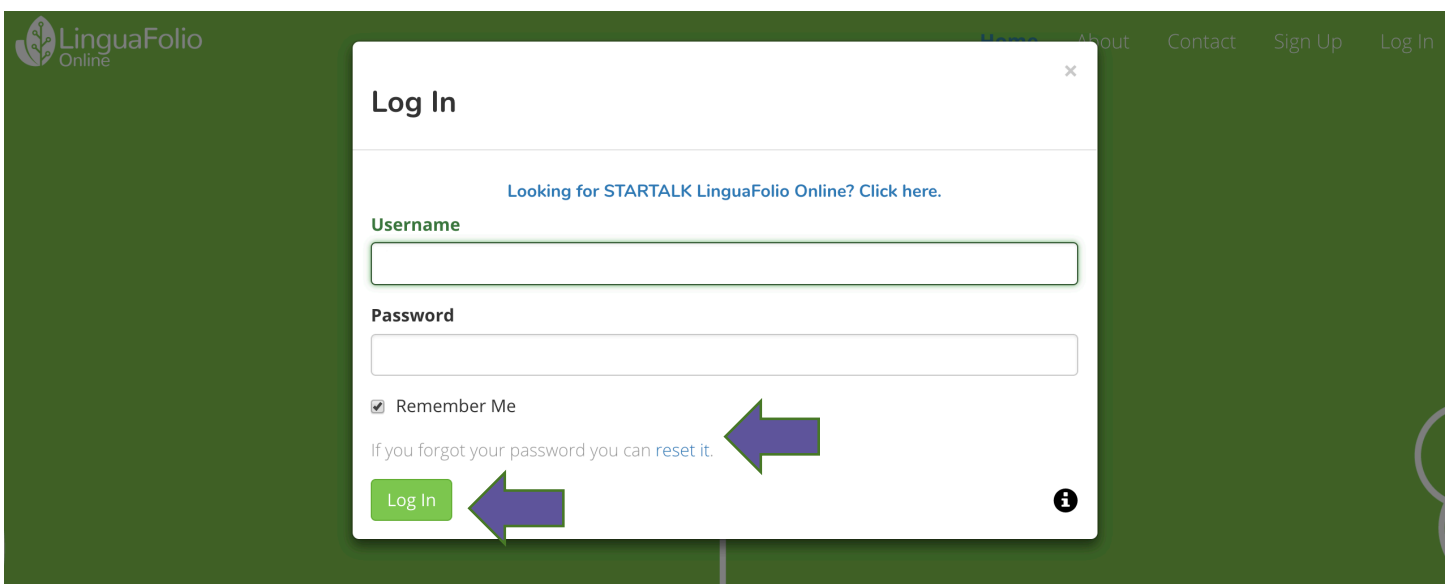 LinguaFolio
Online
Home About Contact Sign Up Log In
×
Log In
Looking for STARTALK LinguaFolio Online? Click here.
Username
Password
Remember Me
If you forgot your password you can reset it.
Log In